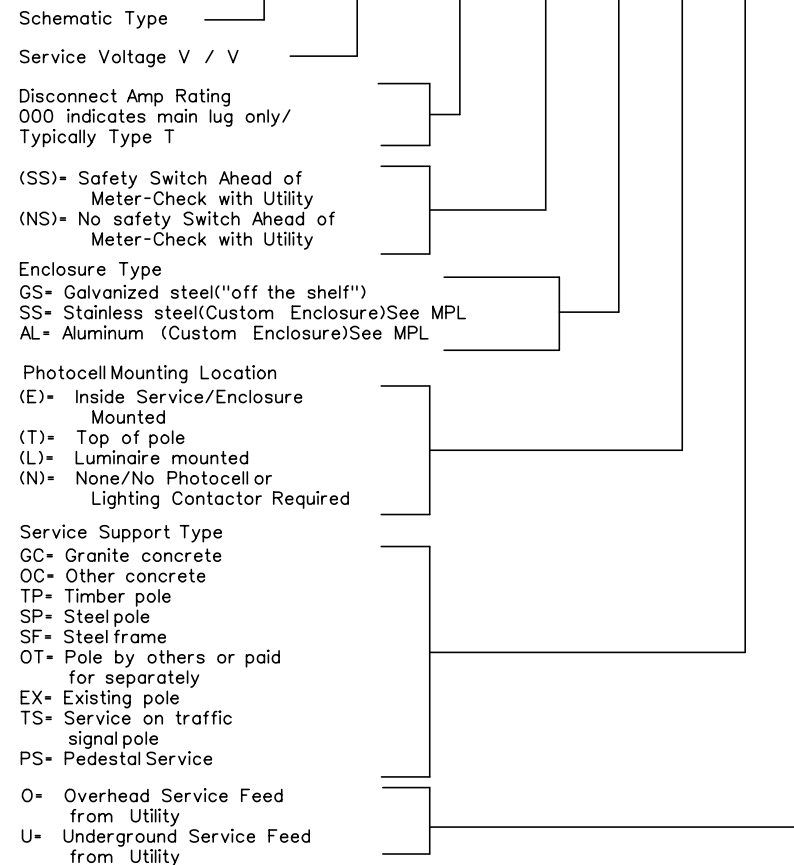 Schematic Type
Service Voltage V / V
Disconnect Amp Rating
000 indicates main lug only/
Typically Type T
(SS)= Safety Switch Ahead of
Meter-Check with Utility
(NS)= No safety Switch Ahead of
Meter-Check with Utility
Enclosure Type
GS= Galvanized steel("off the shelf")
SS= Stainless steel(Custom Enclosure)See MPL
AL= Aluminum (Custom Enclosure)See MPL
Photocell Mounting Location
(E)= Inside Service/Enclosure
Mounted
(T)= Top of pole
(L)= Luminaire mounted
(N)= None/No Photocell or
Lighting Contactor Required
Service Support Type
GC= Granite concrete
OC= Other concrete
TP= Timber pole
SP= Steel pole
SF= Steel frame
OT= Pole by others or paid
for separately
EX= Existing pole
TS= Service on traffic
signal pole
PS= Pedestal Service
O= Overhead Service Feed
from Utility
U= Underground Service Feed
from Utility